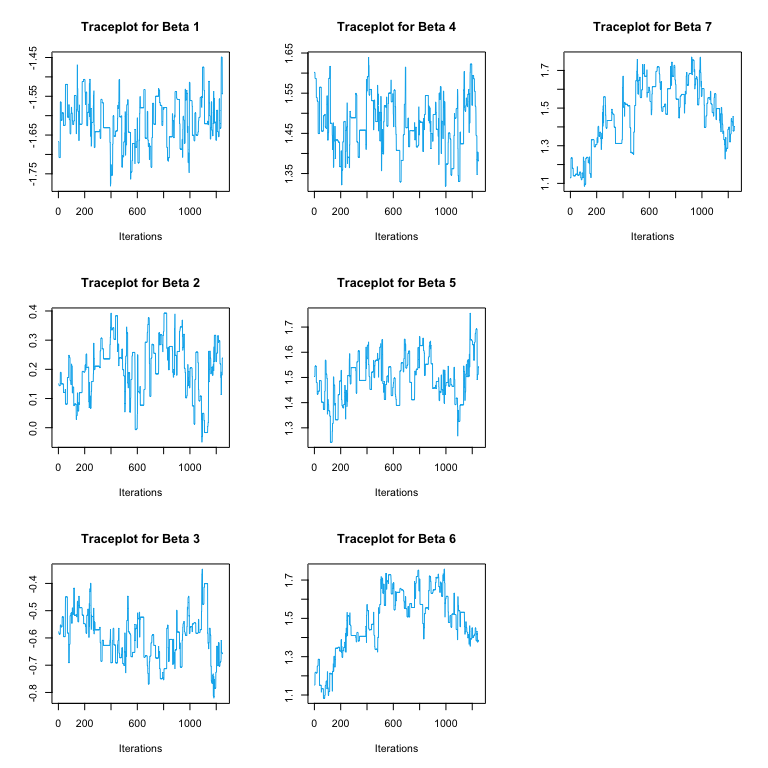 Traceplot for Beta 1
-1.75 -1.65 -1.55 -1.45
0 200 600 1000
Iterations
Traceplot for Beta 4
1.35 1.45 1.55 1.65
0 200 600 1000
Iterations
Traceplot for Beta 7
1.1 1.3 1.5 1.7
0 200 600 1000
Iterations
Traceplot for Beta 2
0.0 0.1 0.2 0.3 0.4
0 200 600 1000
Iterations
Traceplot for Beta 5
1.3 1.4 1.5 1.6 1.7
0 200 600 1000
Iterations
Traceplot for Beta 3
-0.8 -0.7 -0.6 -0.5 -0.4
0 200 600 1000
Iterations
Traceplot for Beta 6
1.1 1.3 1.5 1.7
0 200 600 1000
Iterations